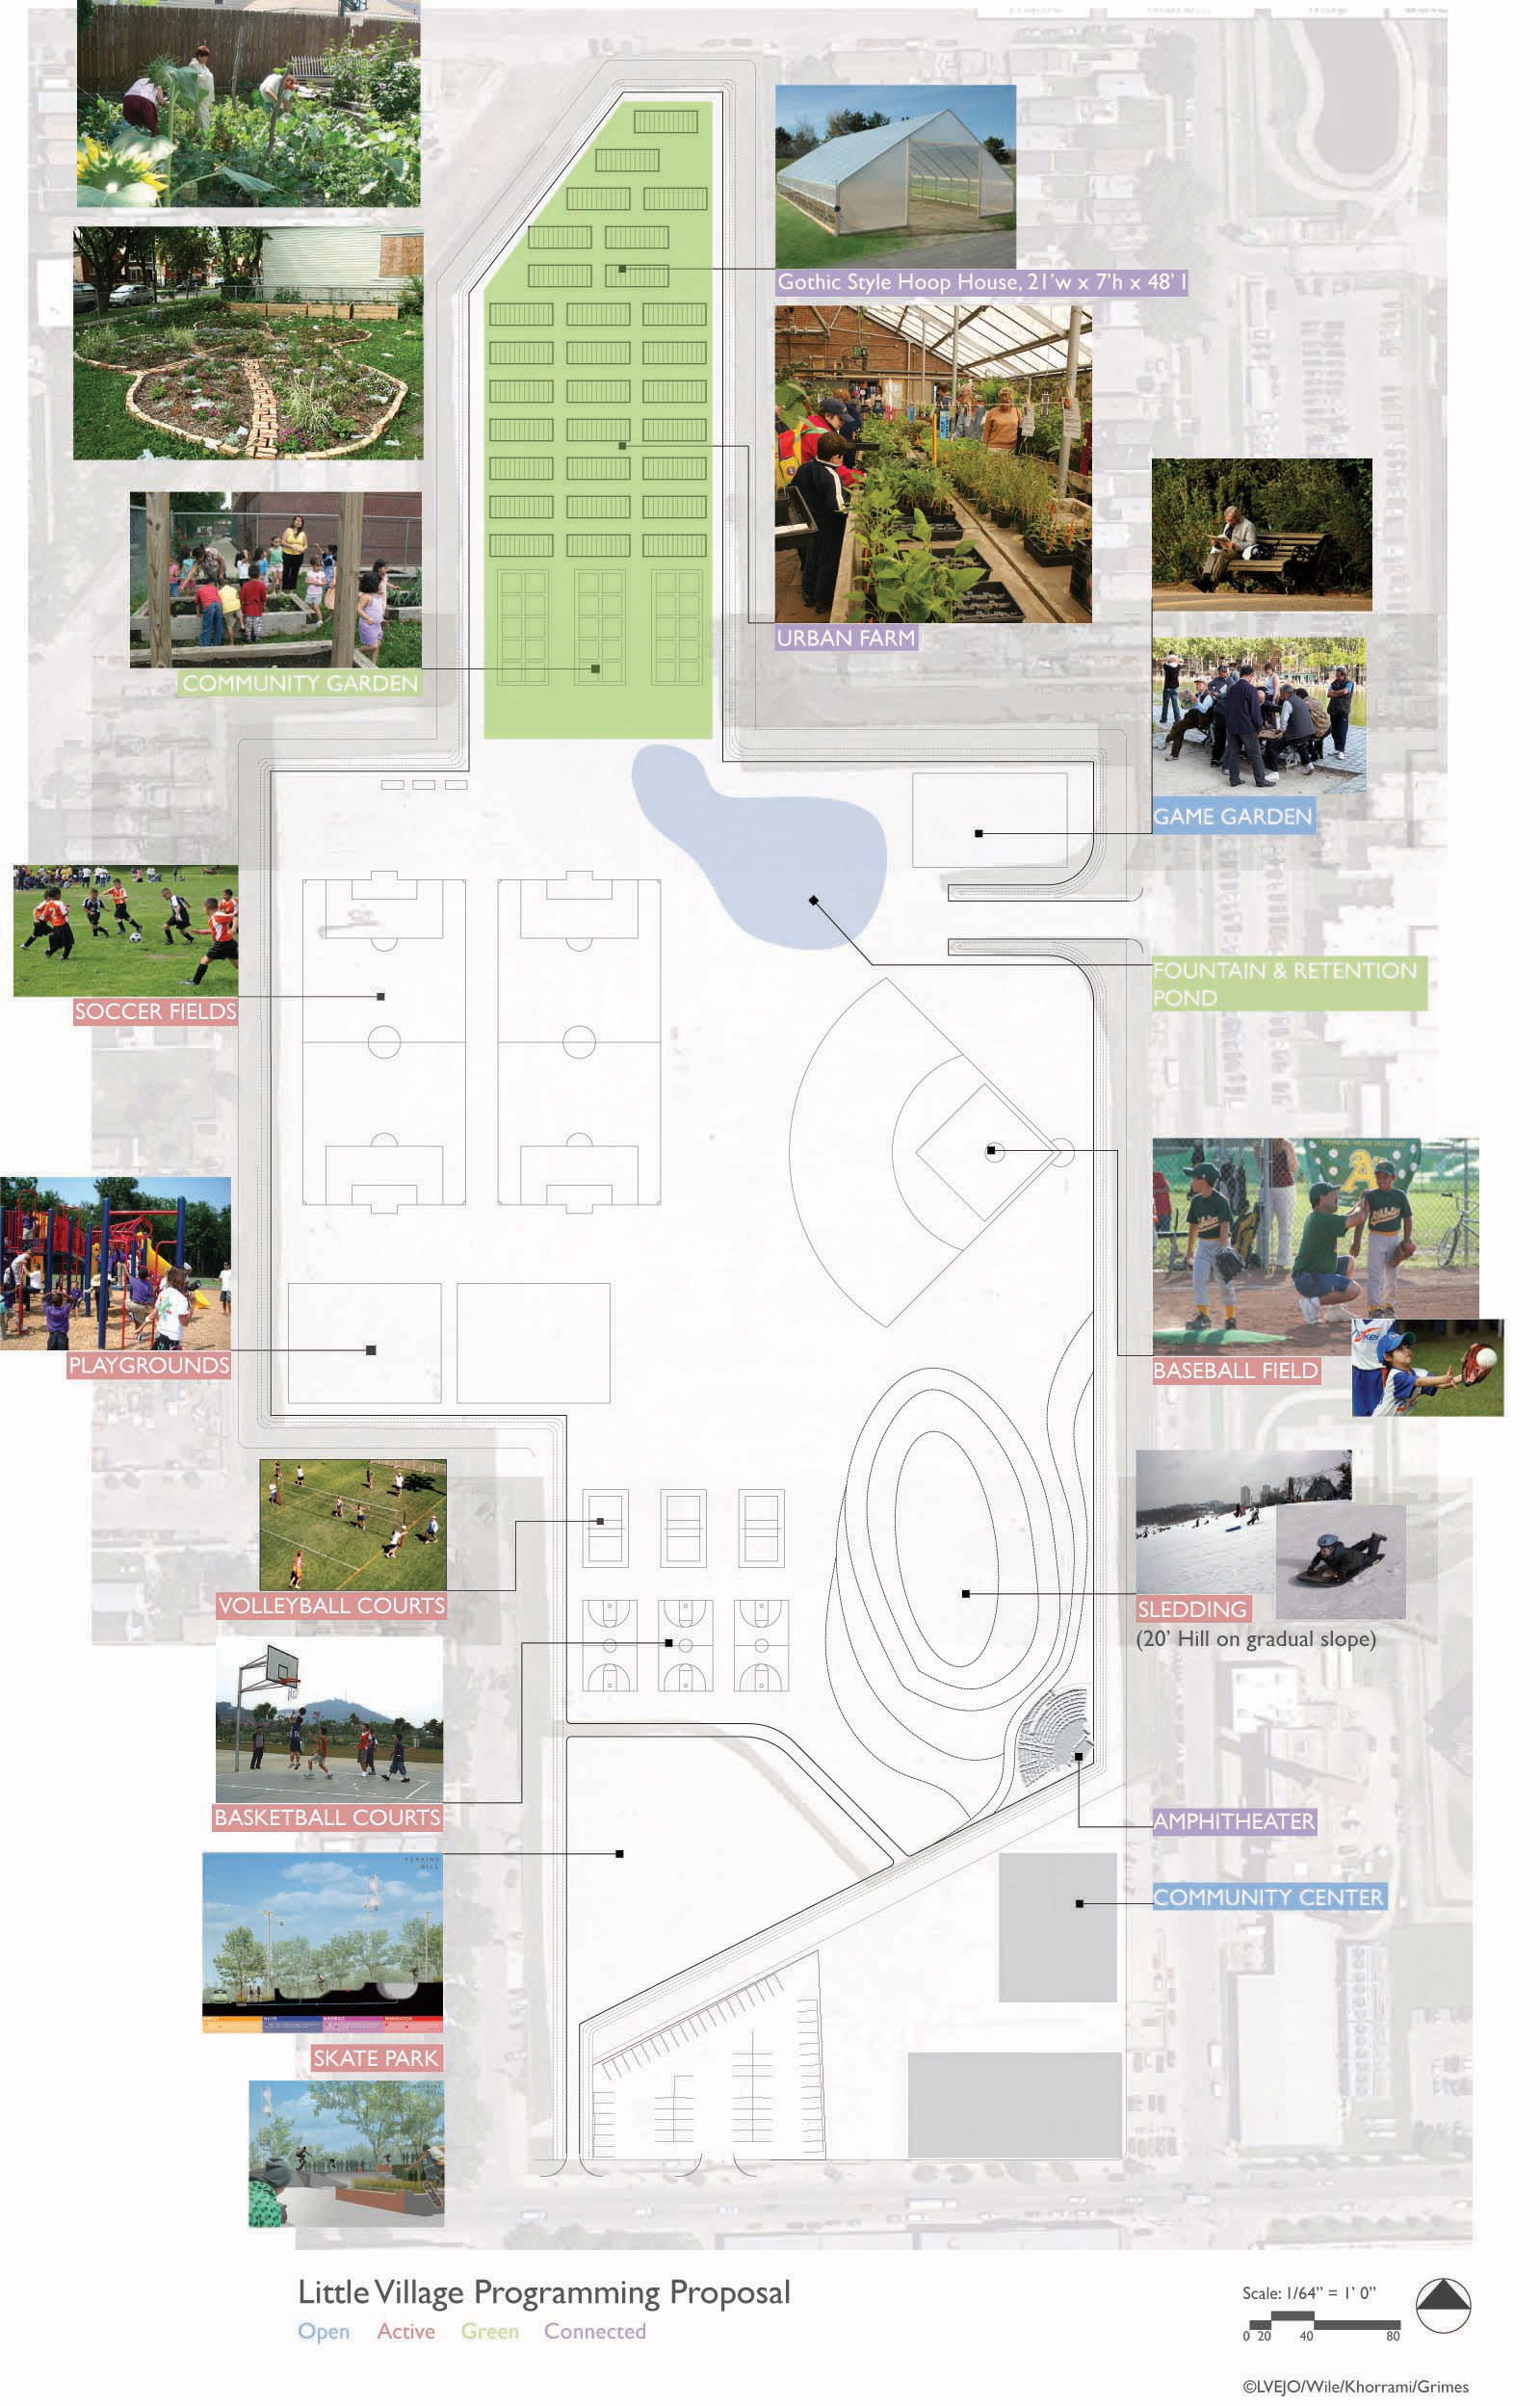 Gothic Style Hoop House, 21'w x 7'h x 48' l
URBAN FARM
COMMUNITY GARDEN
GAME GARDEN
FOUNTAIN & RETENTION
POND
SOCCER FIELDS
PLAYGROUNDS
BASEBALL FIELD
VOLLEYBALL COURTS
SLEDDING
(20' Hill on gradual slope)
BASKETBALL COURTS
AMPHITHEATER
COMMUNITY CENTER
SKATE PARK
Little Village Programming Proposal
Open Active Green Connected
Scale: 1/64" = 1' 0"
0 20 40 80
©LVEJO/Wile/Khorrami/Grimes